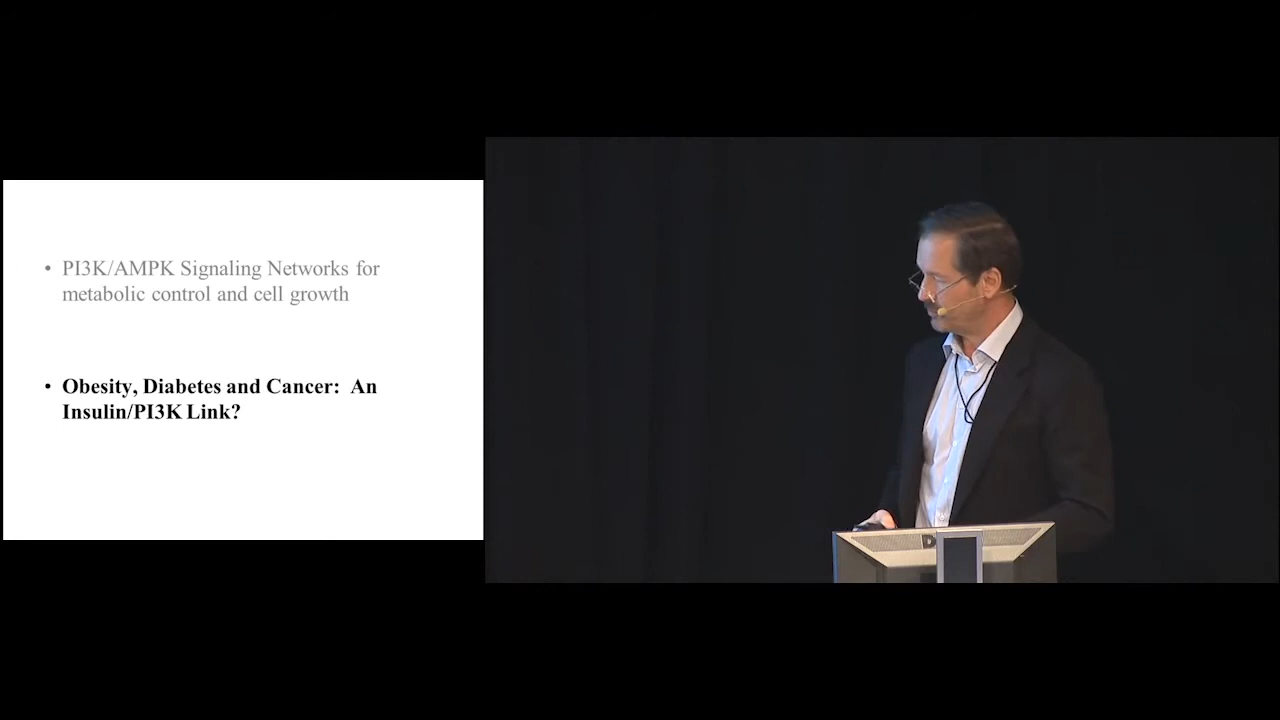 • PI3K/AMPK Signaling Networks for
metabolic control and cell growth
• Obesity, Diabetes and Cancer: An
Insulin/PI3K Link?